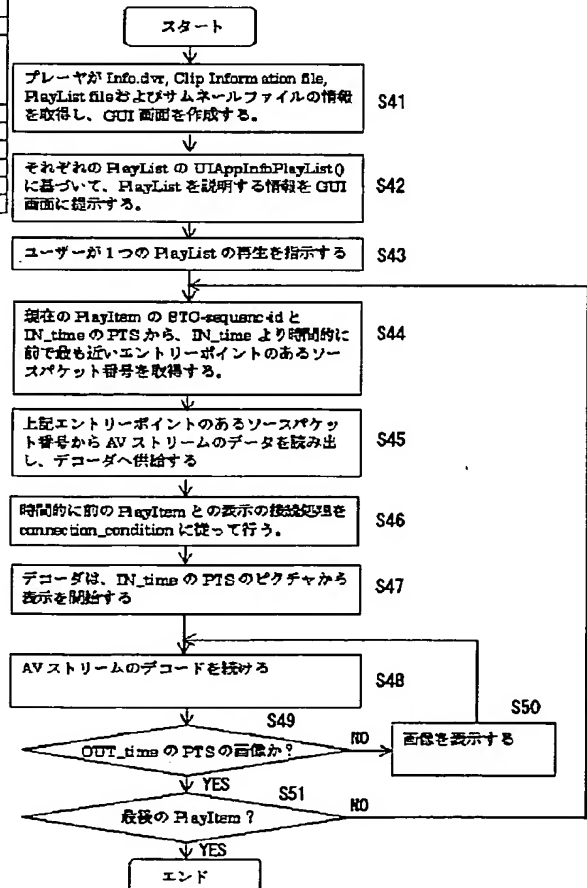 スタート
プレーヤが Info.dvr, Clip Information file,
PlayList fileおよびサムネールファイルの情報
を取得し、GUI 画面を作成する。
S41
それぞれの PlayList の UIAppInfoPlayList()
に基づいて、PlayList を説明する情報を GUI
画面に提示する。
S42
ユーザーが1つの PlayList の再生を指示する
S43
現在の PlayItem の STC-sequence-id と
IN_time の PTS から、IN_time より時間的に
前で最も近いエントリーポイントのあるソー
スパケット番号を取得する。
S44
上記エントリーポイントのあるソースパケッ
ト番号から AV ストリームのデータを読み出
し、デコーダへ供給する
S45
時間的に前の PlayItem との表示の接続処理を
connection_condition に従って行う。
S46
デコーダは、IN_time の PTS のピクチャから
表示を開始する
S47
AV ストリームのデコードを続ける
S48
S49
S50
OUT_time の PTS の画像か?
NO
画像を表示する
YES
S51
最後の PlayItem?
NO
YES
エンド